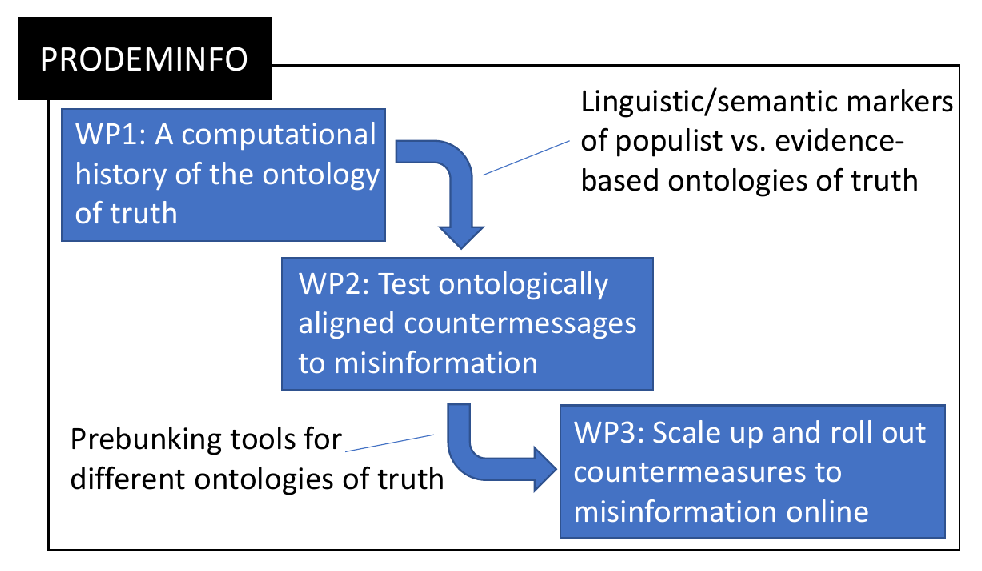 PRODEMINFO
WP1: A computational
history of the ontology
of truth
Linguistic/semantic markers
of populist vs. evidence-
based ontologies of truth
WP2: Test ontologically
aligned countermessages
to misinformation
Prebunking tools for
different ontologies of truth
WP3: Scale up and roll out
countermeasures to
misinformation online